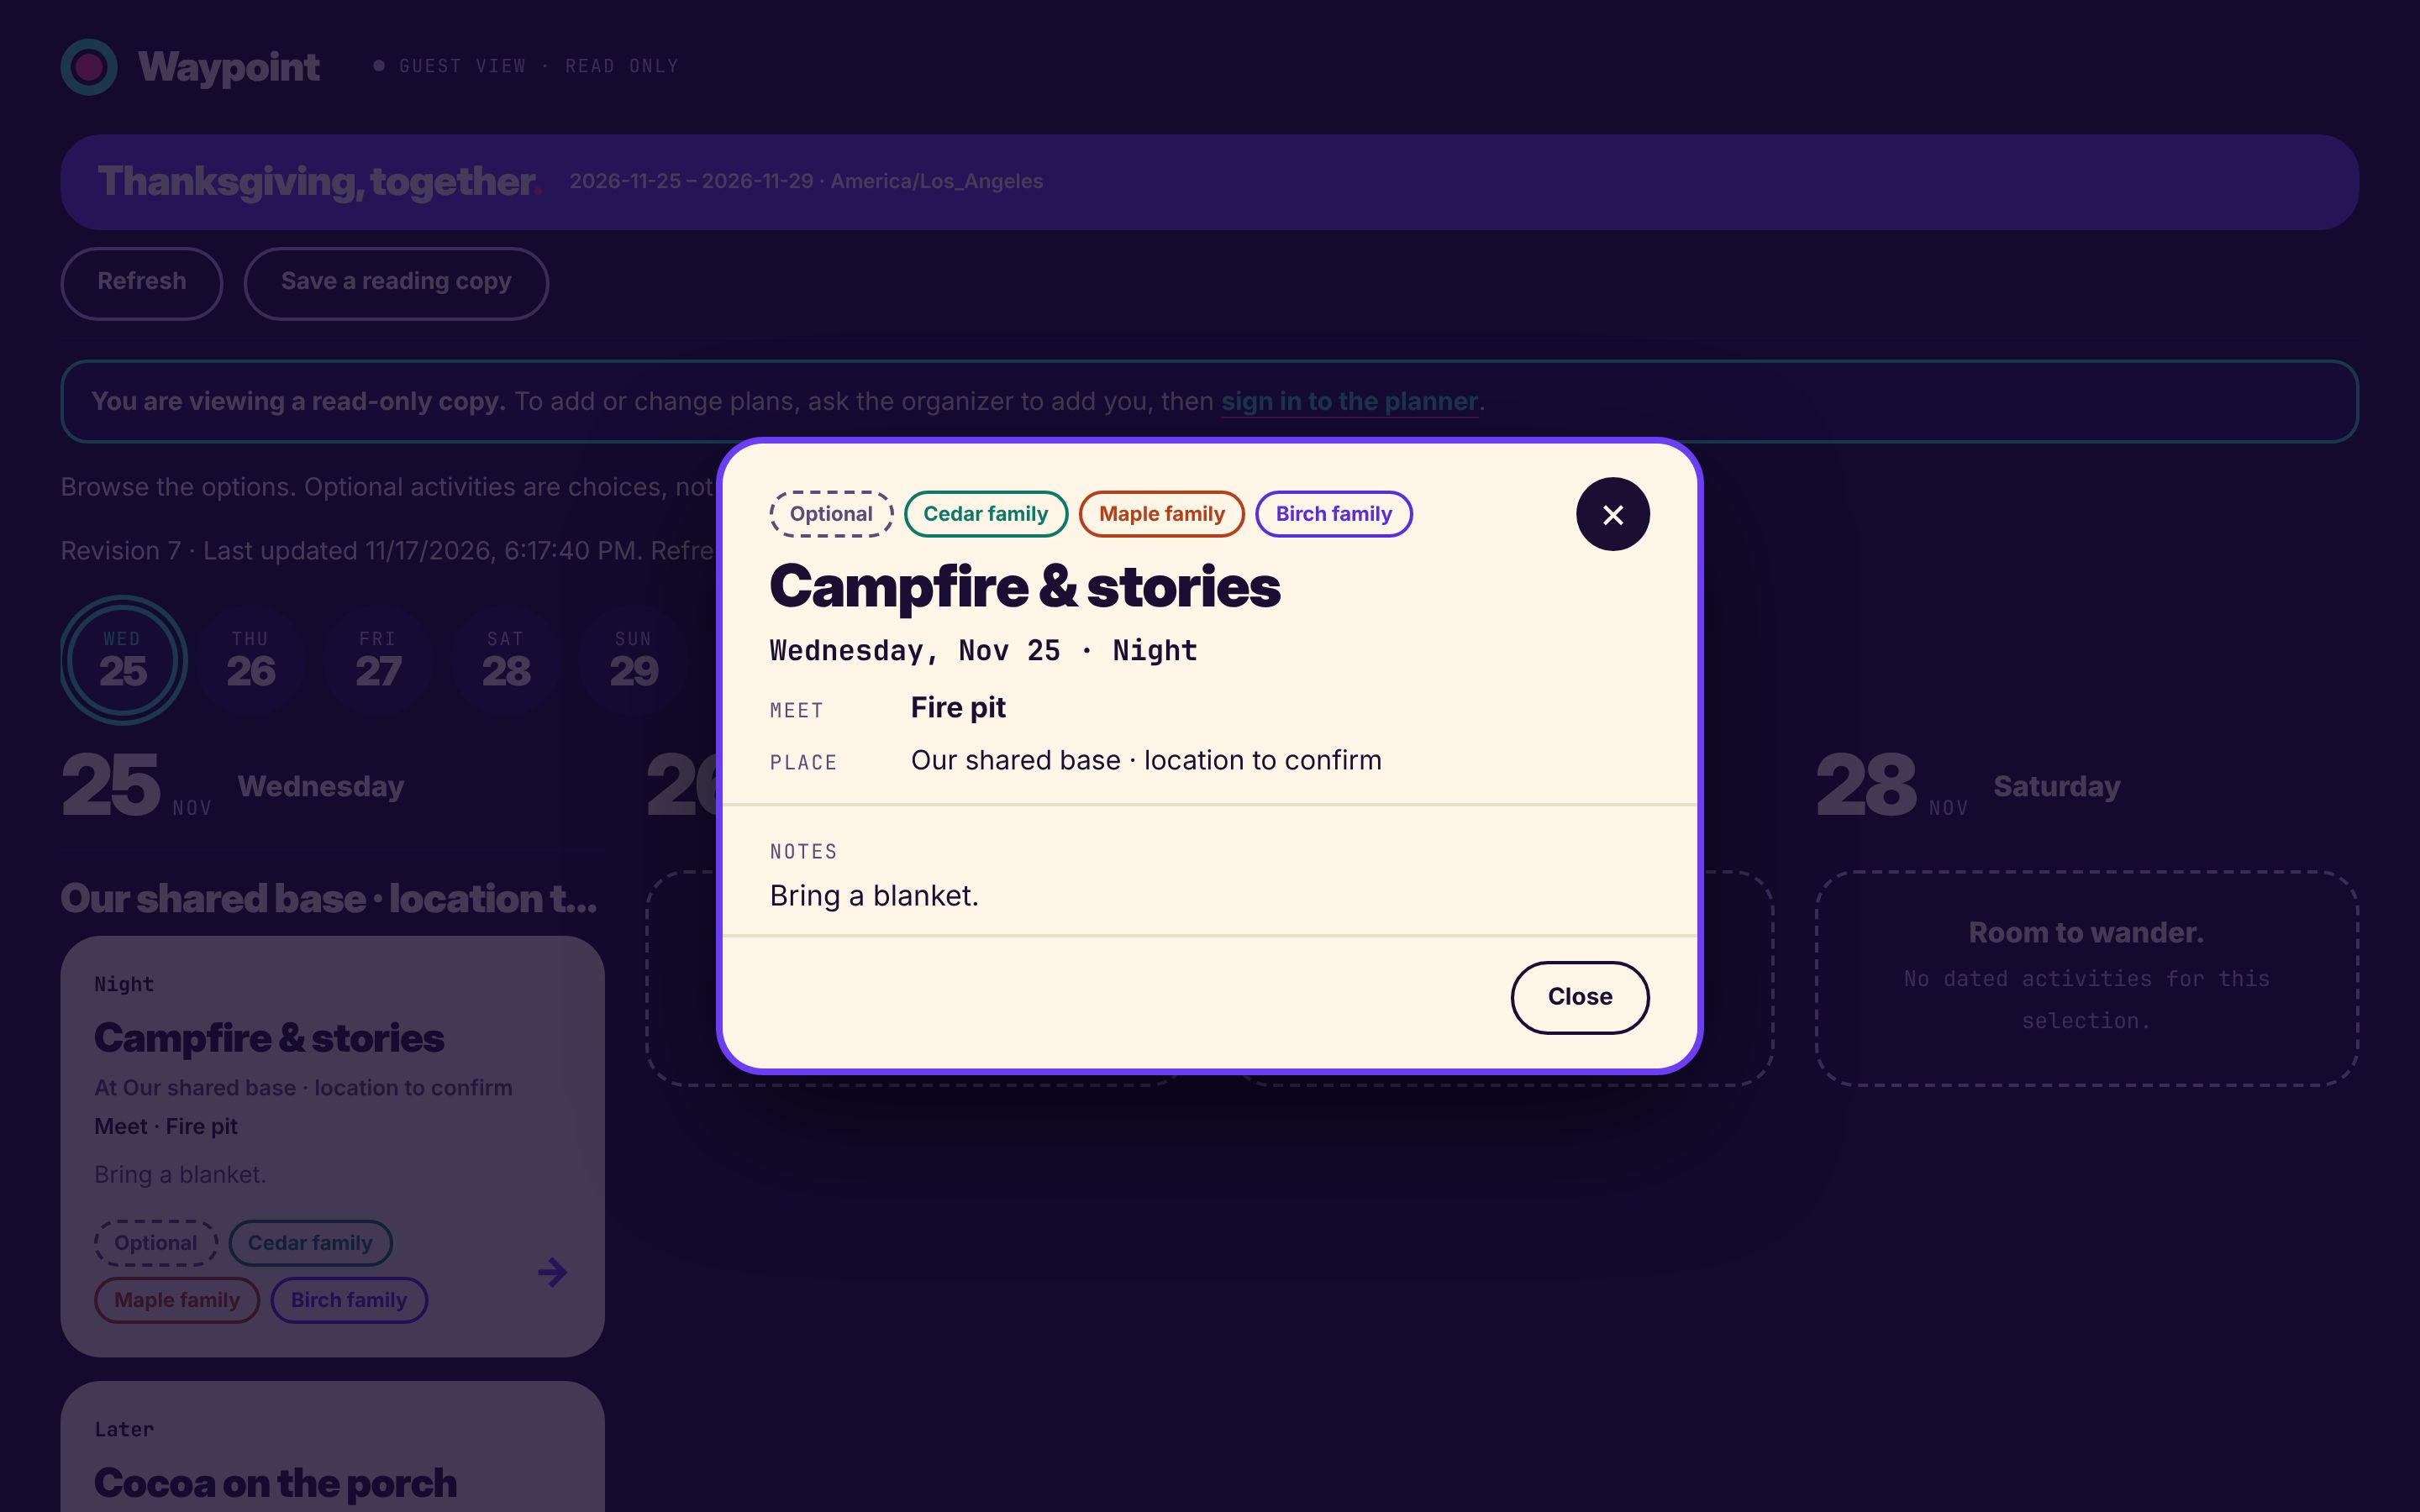 Waypoint
GUEST VIEW · READ ONLY
Thanksgiving, together.
2026-11-25 – 2026-11-29 · America/Los_Angeles
Refresh
Save a reading copy
You are viewing a read-only copy. To add or change plans, ask the organizer to add you, then sign in to the planner.
Browse the options. Optional activities are choices, not
Revision 7 · Last updated 11/17/2026, 6:17:40 PM. Refre
WED
25
THU
26
FRI
27
SAT
28
SUN
29
25 NOV Wednesday
26
28 NOV Saturday
Our shared base · location t...
Night
Campfire & stories
At Our shared base · location to confirm
Meet · Fire pit
Bring a blanket.
Optional
Cedar family
Maple family
Birch family
Later
Cocoa on the porch
Room to wander.
No dated activities for this
selection.
Optional
Cedar family
Maple family
Birch family
×
Campfire & stories
Wednesday, Nov 25 · Night
MEET Fire pit
PLACE Our shared base · location to confirm
NOTES
Bring a blanket.
Close